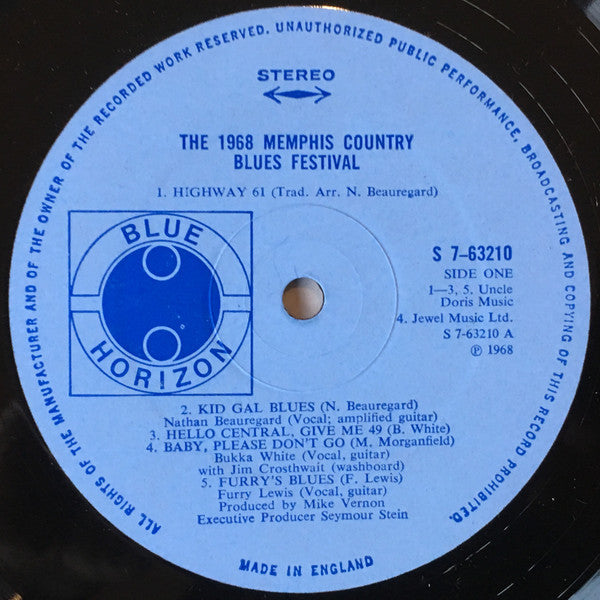 ALL RIGHTS OF THE MANUFACTURER AND OF THE OWNER OF THE RECORDED WORK RESERVED. UNAUTHORIZED PUBLIC PERFORMANCE, BROADCASTING AND COPYING OF THIS RECORD PROHIBITED.
STEREO
THE 1968 MEMPHIS COUNTRY
BLUES FESTIVAL
1. HIGHWAY 61 (Trad. Arr. N. Beauregard)
BLUE
HORIZON
S 7–63210
SIDE ONE
1—3, 5. Uncle
Doris Music
4. Jewel Music Ltd.
S 7-63210 A
℗ 1968
2. KID GAL BLUES (N. Beauregard)
Nathan Beauregard (Vocal; amplified guitar)
3. HELLO CENTRAL, GIVE ME 49 (B. White)
4. BABY, PLEASE DON'T GO (M. Morganfield)
Bukka White (Vocal, guitar)
with Jim Crosthwait (washboard)
5. FURRY'S BLUES (F. Lewis)
Furry Lewis (Vocal, guitar)
Produced by Mike Vernon
Executive Producer Seymour Stein
MADE IN ENGLAND